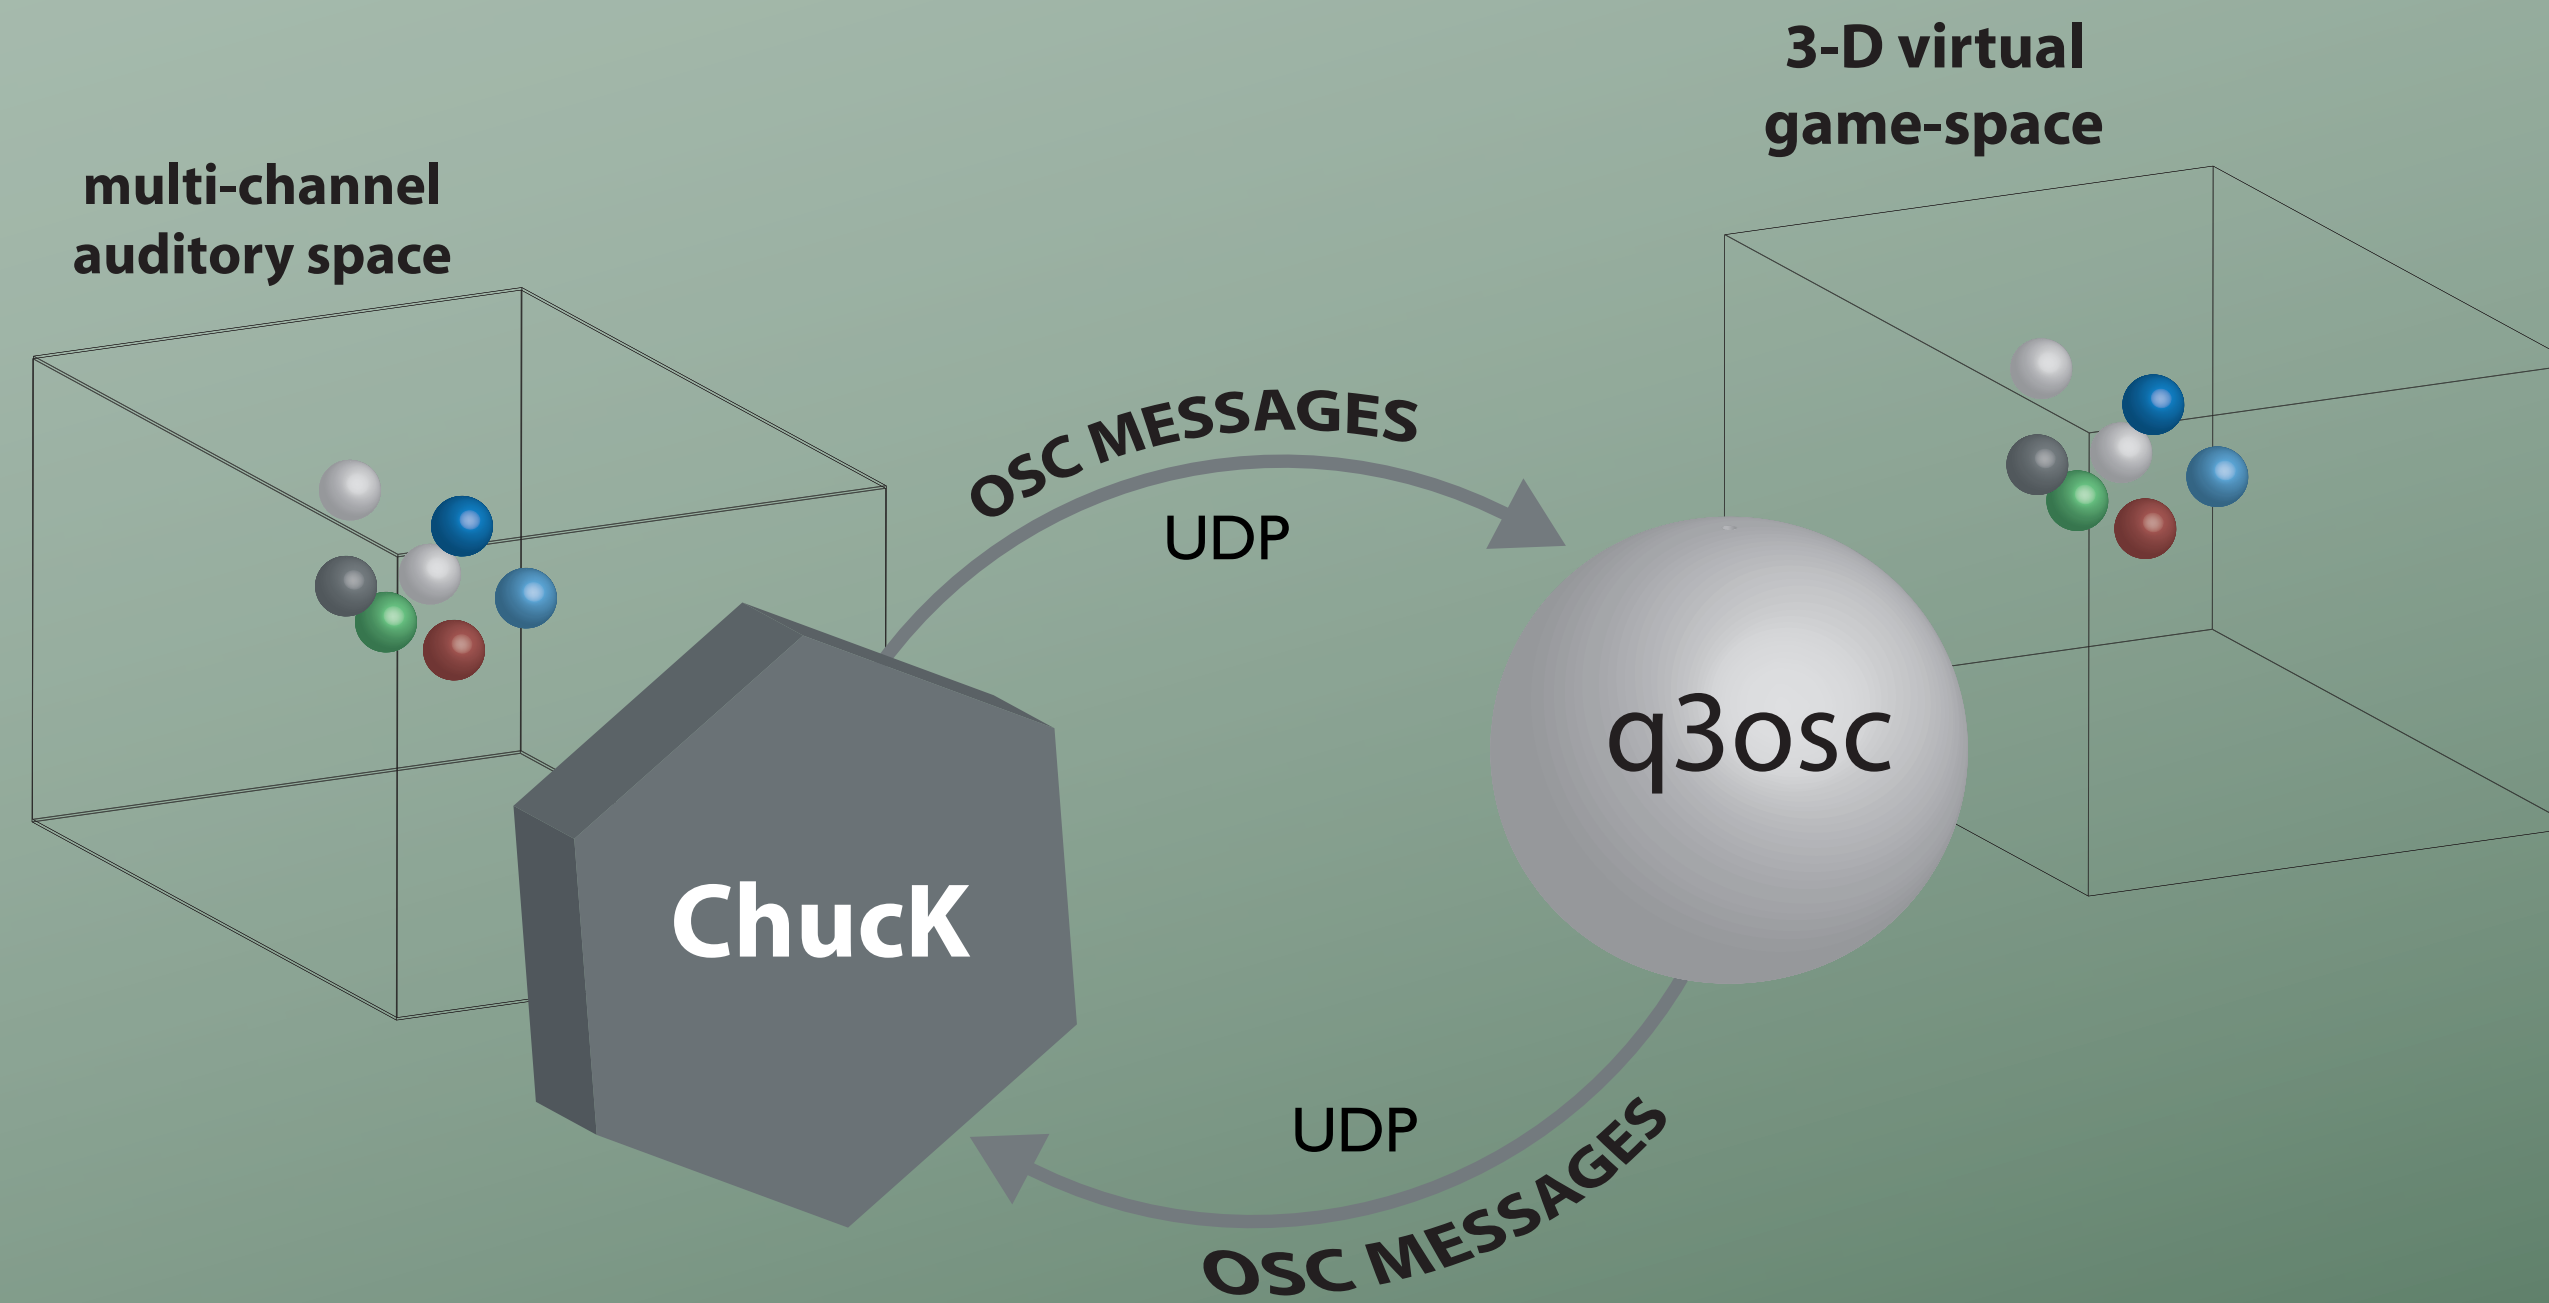 3-D virtual
game-space
multi-channel
auditory space
OSC MESSAGES
UDP
q3osc
ChucK
UDP
OSC MESSAGES